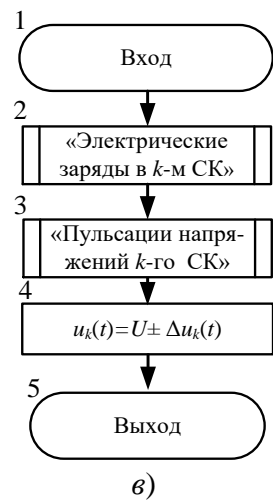 1
Вход
2
«Электрические
заряды в k-м СК»
3
«Пульсации напря-
жений k-го СК»
4
uk(t)=U± Δuk(t)
5
Выход
в)